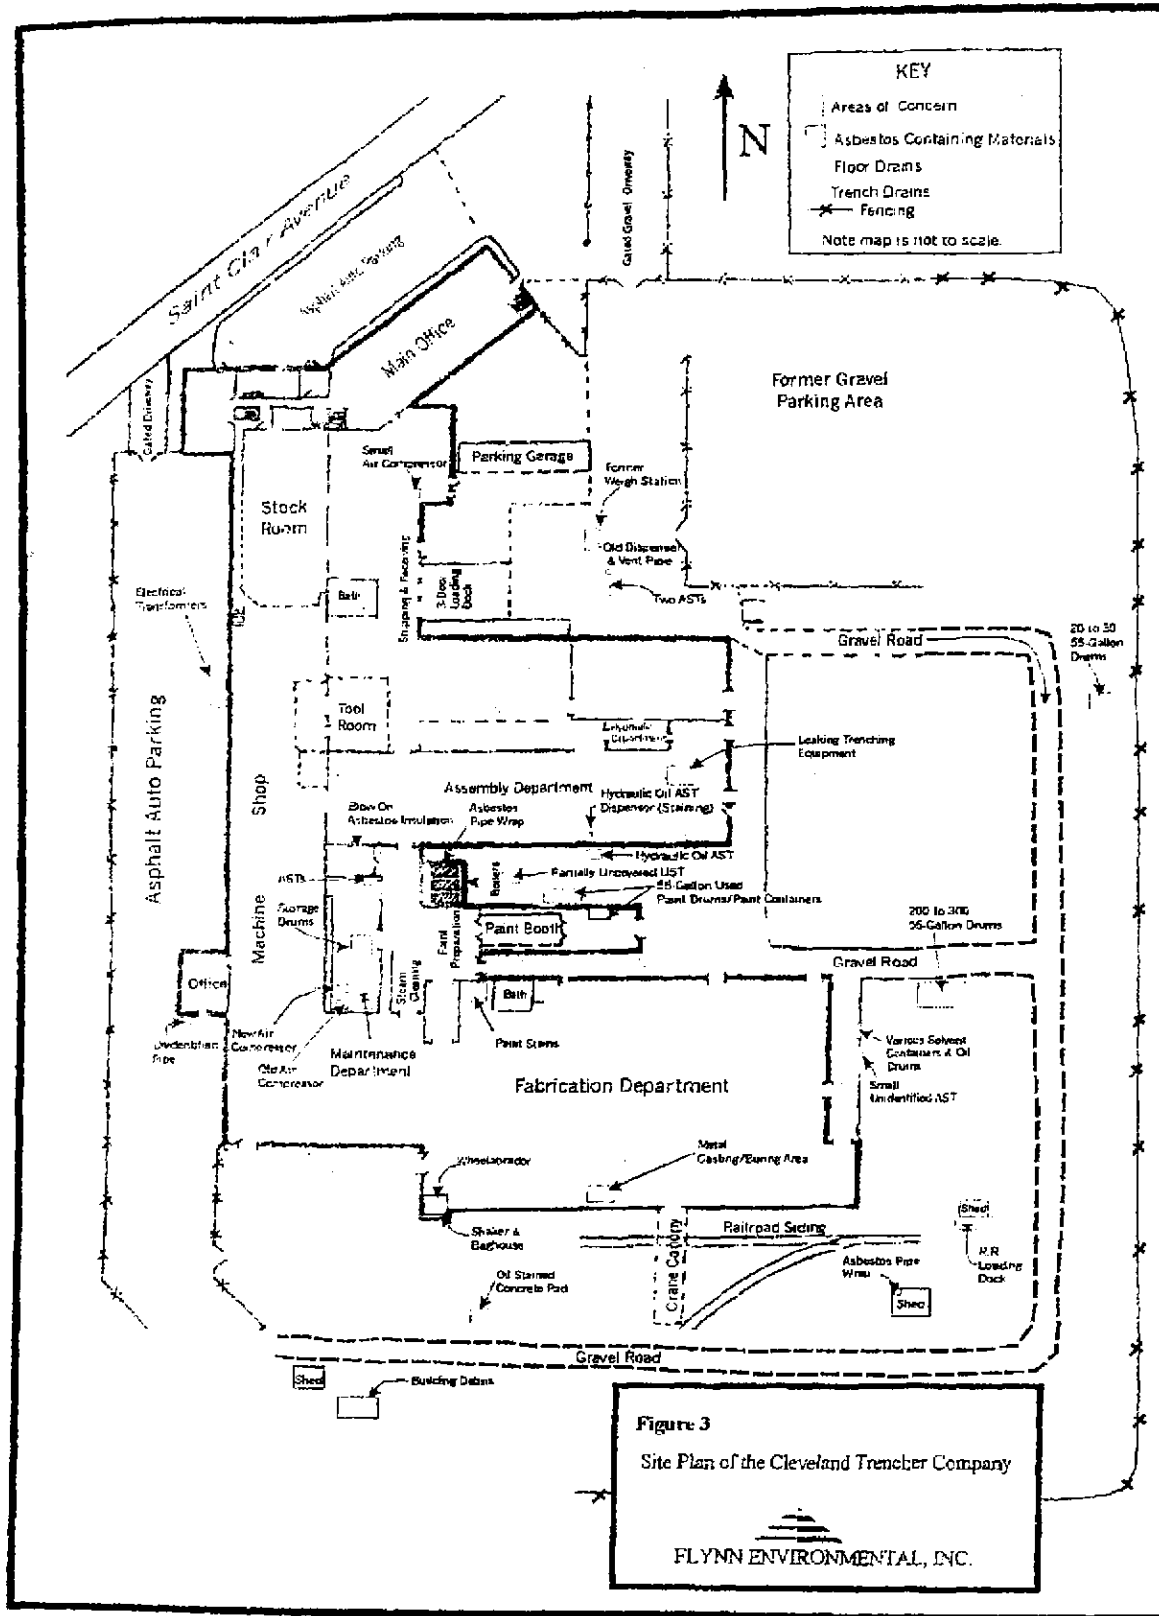 KEY
Areas of Concern
Asbestos Containing Materials
Floor Drains
Trench Drains
Fencing
Note map is not to scale.
N
Saint Clair Avenue
Asphalt Auto Parking
Gated Gravel Driveway
Main Office
Gated Driveway
Former Gravel
Parking Area
Small
Air Compressor
Parking Garage
Former
Weigh Station
Stock
Room
Old Dispenser
& Vent Pipe
Two ASTs
Electrical
Transformers
Bath
Shipping & Receiving
3-Door
Loading
Dock
Gravel Road
20 to 30
55-Gallon
Drums
Tool
Room
Department
Leaking Trenching
Equipment
Asphalt Auto Parking
Machine Shop
Assembly Department
Hydraulic Oil AST
Dispensor (Staining)
Blow On
Asbestos Insulation
Asbestos
Pipe Wrap
Hydraulic Oil AST
ASTs
Boilers
Partially Uncovered UST
55-Gallon Used
Paint Drums/Paint Containers
Storage
Drums
Paint
Preparation
Paint Booth
200 to 300
55-Gallon Drums
Gravel Road
Office
Steam
Cleaning
Bath
Unidentified
Pipe
New Air
Compressor
Old Air
Compressor
Maintenance
Department
Paint Stains
Various Solvent
Containers & Oil
Drums
Small
Unidentified AST
Fabrication Department
Wheelabrador
Metal
Casting/Buring Area
Shaker &
Baghouse
Railroad Siding
Shed
Crane Canopy
Asbestos Pipe
Wrap
R.R.
Loading
Dock
Oil Stained
Concrete Pad
Shed
Gravel Road
Shed
Building Debris
Figure 3
Site Plan of the Cleveland Trencher Company
FLYNN ENVIRONMENTAL, INC.